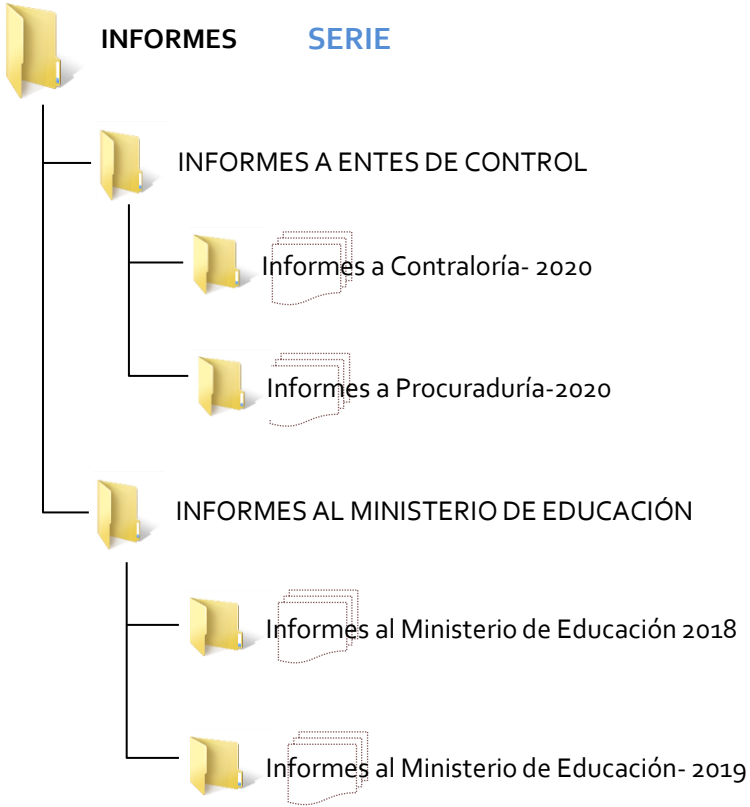 INFORMES SERIE
INFORMES A ENTES DE CONTROL
Informes a Contraloría- 2020
Informes a Procuraduría-2020
INFORMES AL MINISTERIO DE EDUCACIÓN
Informes al Ministerio de Educación 2018
Informes al Ministerio de Educación- 2019